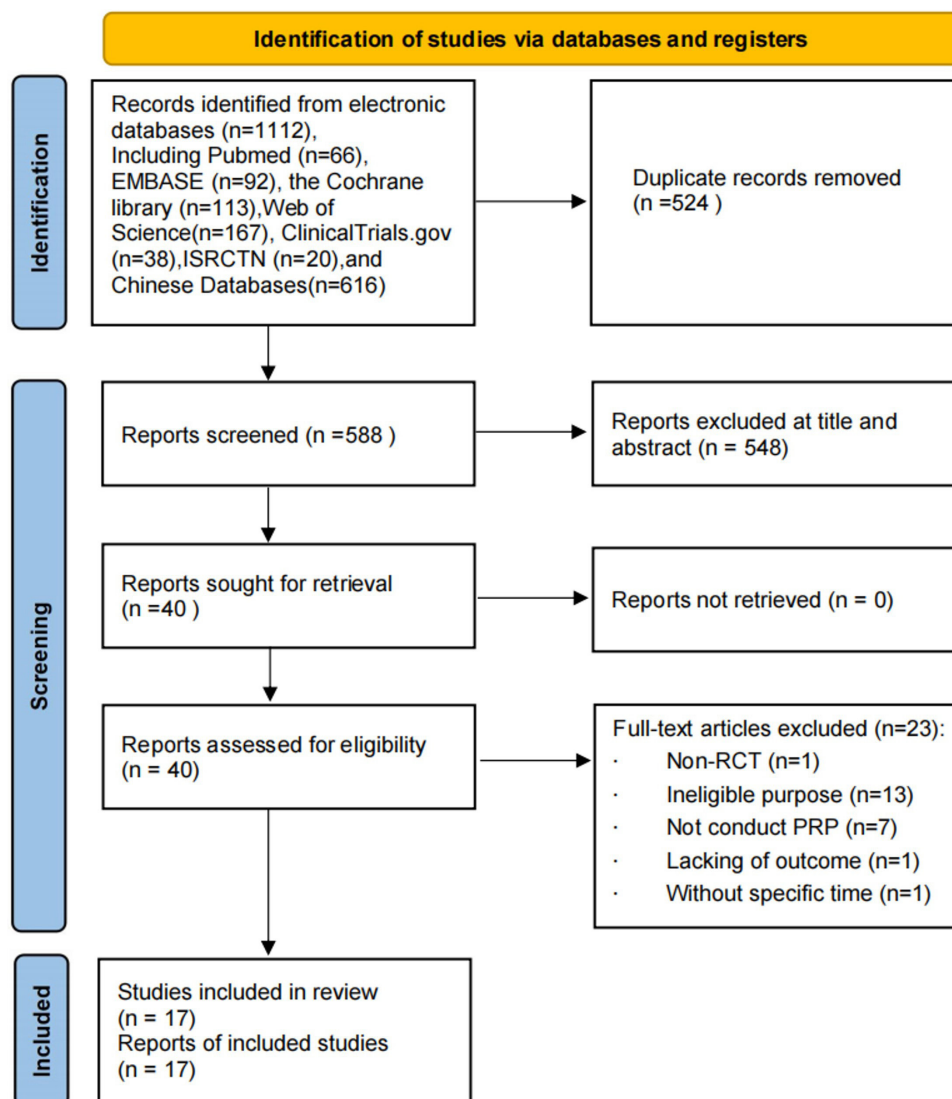 Identification of studies via databases and registers
Identification
Records identified from electronic
databases (n=1112),
Including Pubmed (n=66),
EMBASE (n=92), the Cochrane
library (n=113),Web of
Science(n=167), ClinicalTrials.gov
(n=38),ISRCTN (n=20),and
Chinese Databases(n=616)
Duplicate records removed
(n =524 )
Screening
Reports screened (n =588 )
Reports excluded at title and
abstract (n = 548)
Reports sought for retrieval
(n =40 )
Reports not retrieved (n = 0)
Reports assessed for eligibility
(n = 40)
Full-text articles excluded (n=23):
· Non-RCT (n=1)
· Ineligible purpose (n=13)
· Not conduct PRP (n=7)
· Lacking of outcome (n=1)
· Without specific time (n=1)
Included
Studies included in review
(n = 17)
Reports of included studies
(n = 17)